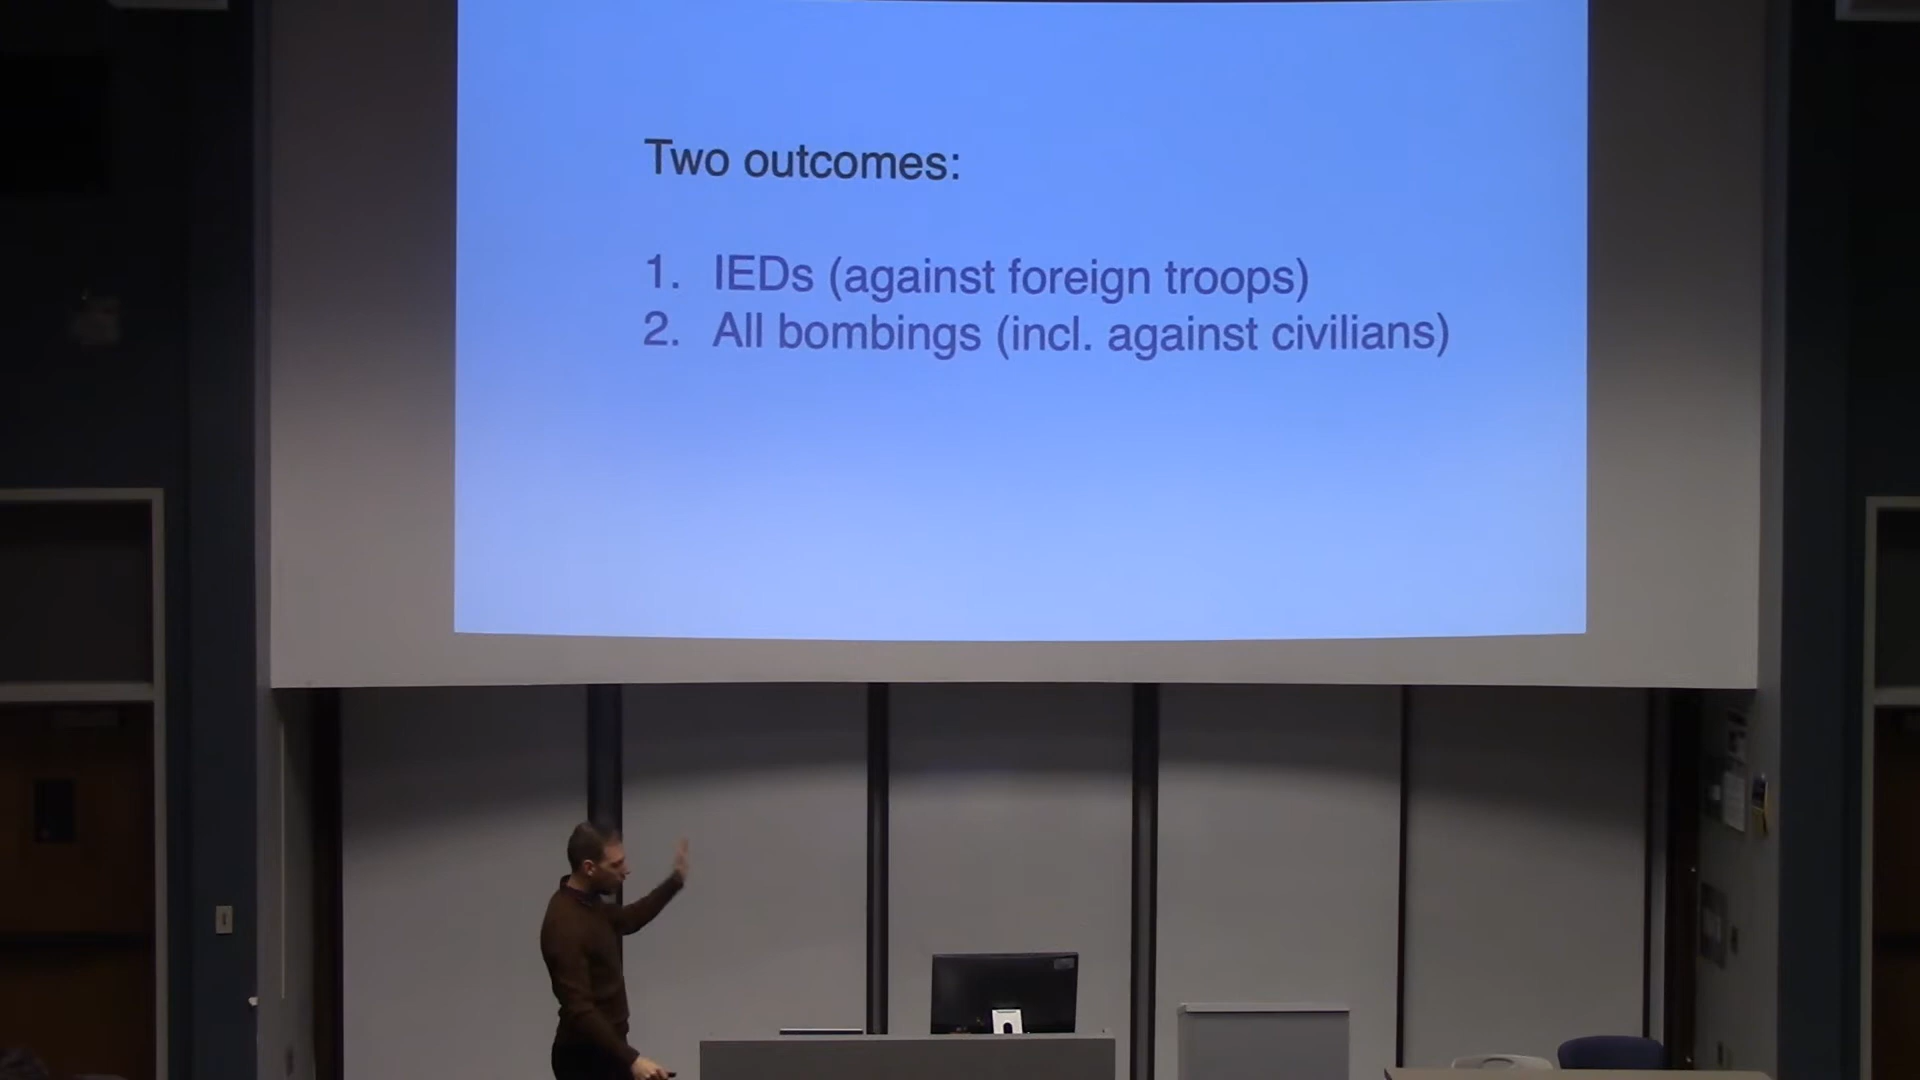 Two outcomes:
1. IEDs (against foreign troops)
2. All bombings (incl. against civilians)